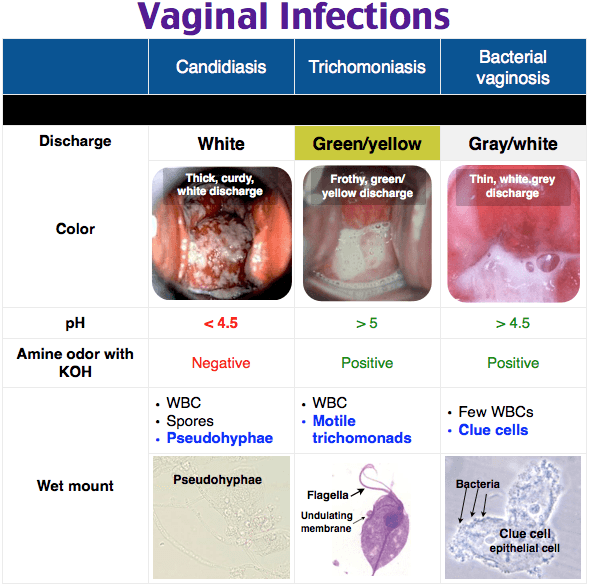 Vaginal Infections
Candidiasis
Trichomoniasis
Bacterial
vaginosis
Discharge
White
Green/yellow
Gray/white
Color
Thick, curdy,
white discharge
Frothy, green/
yellow discharge
Thin, white.grey
discharge
pH
< 4.5
> 5
> 4.5
Amine odor with
KOH
Negative
Positive
Positive
Wet mount
• WBC
• Spores
• Pseudohyphae
• WBC
• Motile
trichomonads
• Few WBCs
• Clue cells
Pseudohyphae
Flagella
Undulating
membrane
Bacteria
Clue cell
epithelial cell